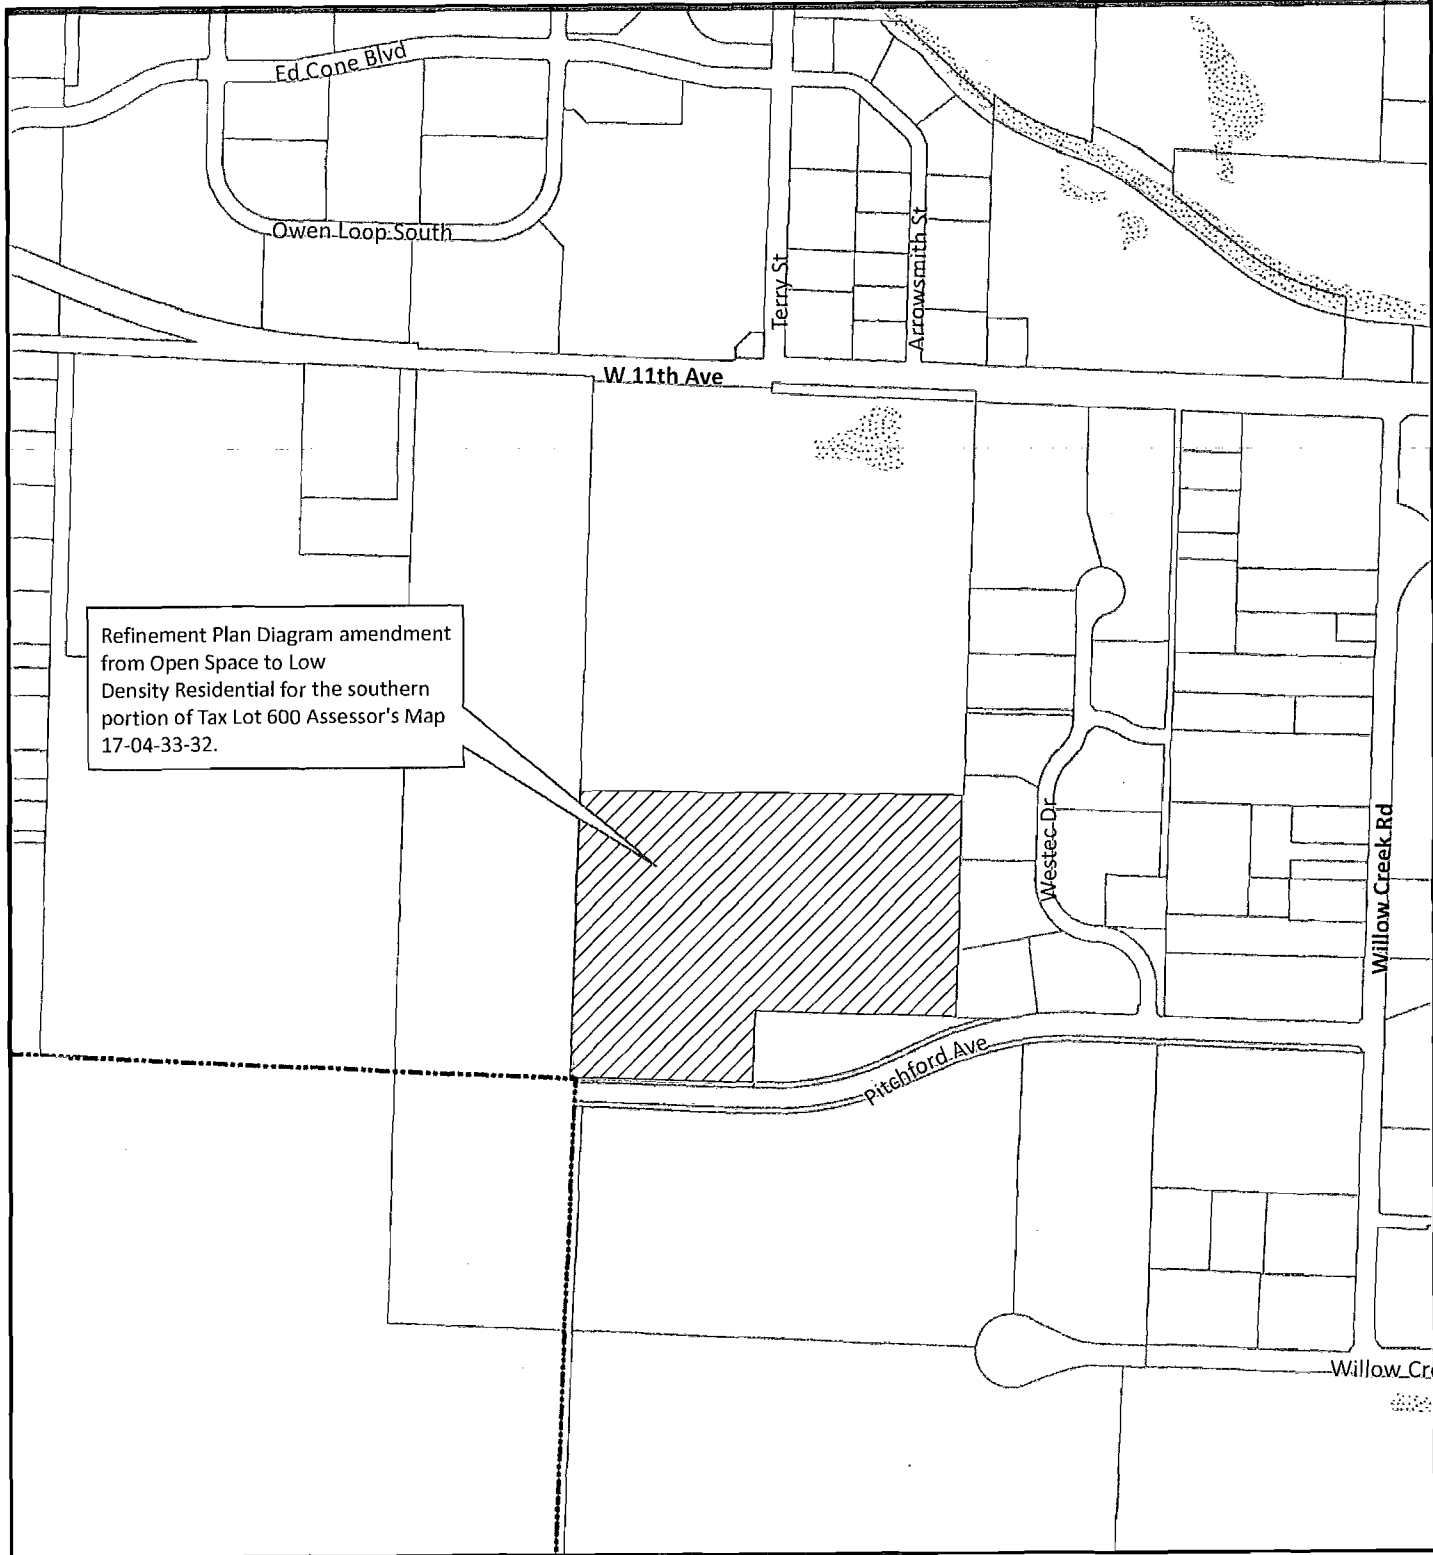 Ed Cone Blvd
Owen Loop South
Terry St
Arrowsmith St
W 11th Ave
Refinement Plan Diagram amendment
from Open Space to Low
Density Residential for the southern
portion of Tax Lot 600 Assessor's Map
17-04-33-32.
Westec Dr
Willow Creek Rd
Pitchford Ave
Willow Cre